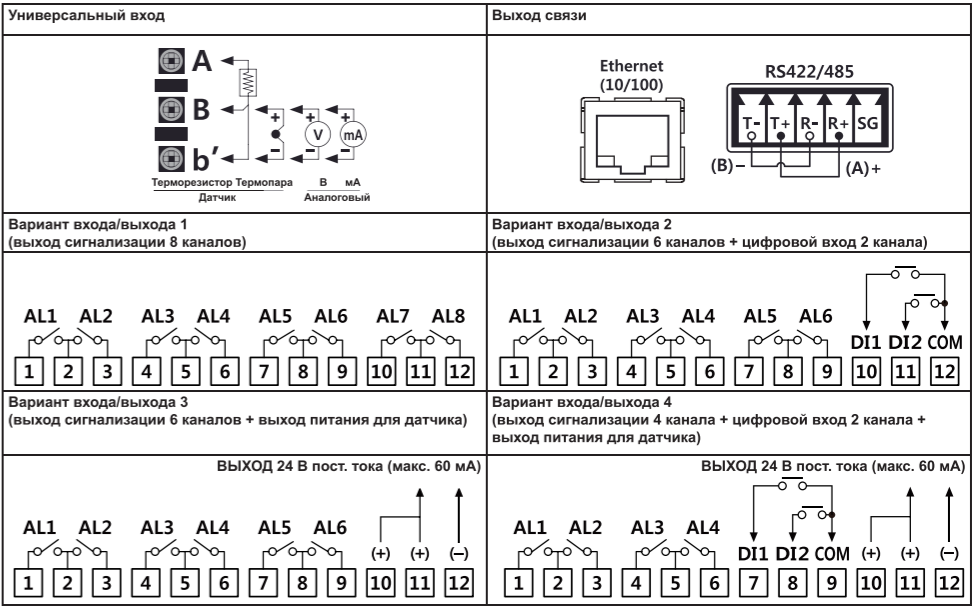 Универсальный вход
Выход связи
A
B
b′
+ + +
V mA
- - -
Терморезистор Термопара В мА
Датчик Аналоговый
Ethernet
(10/100)
RS422/485
T- T+ R- R+ SG
(B)- (A)+
Вариант входа/выхода 1
(выход сигнализации 8 каналов)
AL1 AL2 AL3 AL4 AL5 AL6 AL7 AL8
1 2 3 4 5 6 7 8 9 10 11 12
Вариант входа/выхода 2
(выход сигнализации 6 каналов + цифровой вход 2 канала)
AL1 AL2 AL3 AL4 AL5 AL6
DI1 DI2 COM
1 2 3 4 5 6 7 8 9 10 11 12
Вариант входа/выхода 3
(выход сигнализации 6 каналов + выход питания для датчика)
ВЫХОД 24 В пост. тока (макс. 60 мА)
AL1 AL2 AL3 AL4 AL5 AL6
(+) (+) (−)
1 2 3 4 5 6 7 8 9 10 11 12
Вариант входа/выхода 4
(выход сигнализации 4 канала + цифровой вход 2 канала +
выход питания для датчика)
ВЫХОД 24 В пост. тока (макс. 60 мА)
AL1 AL2 AL3 AL4
DI1 DI2 COM (+) (+) (−)
1 2 3 4 5 6 7 8 9 10 11 12